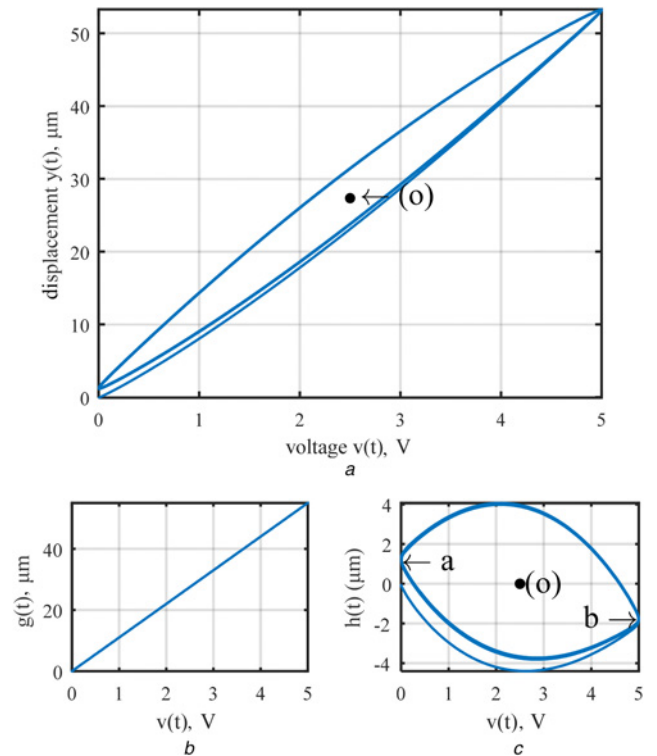 50
40
30
20
10
0
displacement y(t), μm
(o)
0 1 2 3 4 5
voltage v(t), V
a
40
20
0
g(t), μm
0 1 2 3 4 5
v(t), V
b
4
2
0
-2
-4
h(t) (μm)
a
(o)
b
0 1 2 3 4 5
v(t), V
c